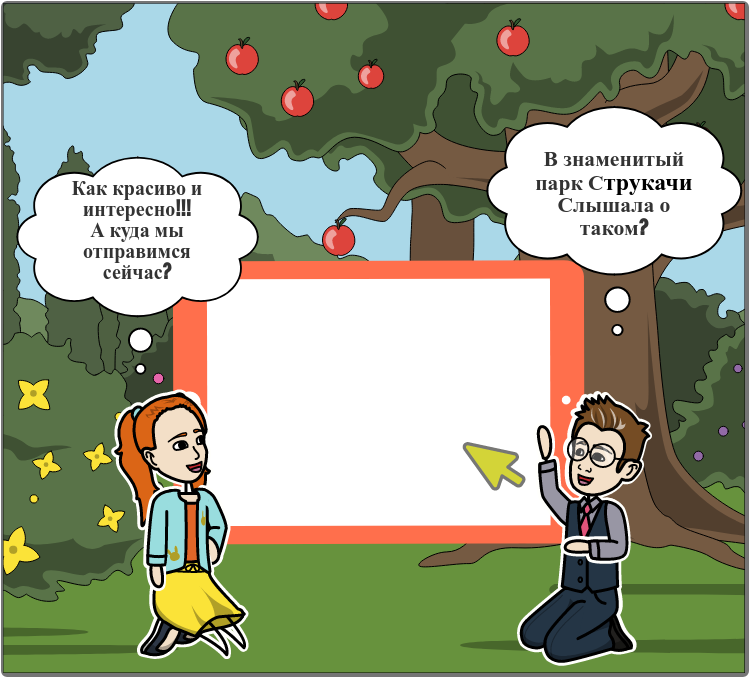 Как красиво и
интересно!!!
А куда мы
отправимся
сейчас?
В знаменитый
парк Струкачи
Слышала о
таком?